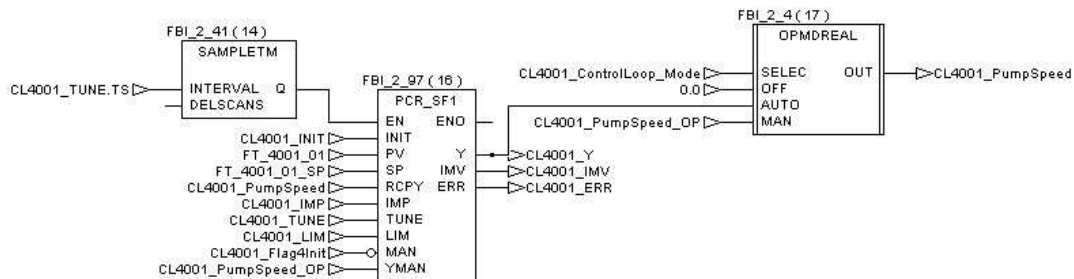 FBI_2_4 (17)
OPMDREAL
CL4001_ControlLoop_Mode SELEC OUT CL4001_PumpSpeed
0.0 OFF
AUTO
CL4001_PumpSpeed_OP MAN
FBI_2_41 (14)
SAMPLETM
CL4001_TUNE.TS INTERVAL Q
DELSCANS
FBI_2_97 (16)
PCR_SF1
EN ENO
CL4001_INIT INIT
FT_4001_01 PV Y CL4001_Y
FT_4001_01_SP SP IMV CL4001_IMV
CL4001_PumpSpeed RCPY ERR CL4001_ERR
CL4001_IMP IMP
CL4001_TUNE TUNE
CL4001_LIM LIM
CL4001_Flag4Init MAN
CL4001_PumpSpeed_OP YMAN